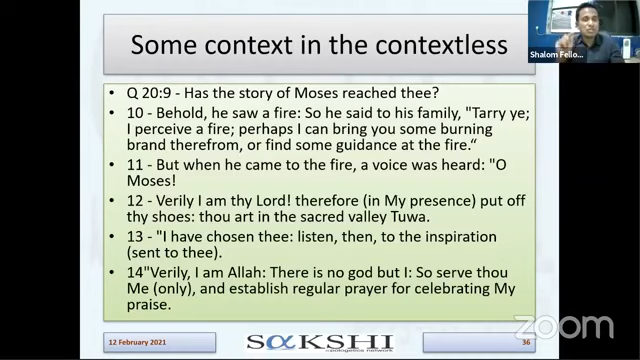 Some context in the contextless
Shalom Fello...
• Q 20:9 - Has the story of Moses reached thee?
• 10 - Behold, he saw a fire: So he said to his family, "Tarry ye;
I perceive a fire; perhaps I can bring you some burning
brand therefrom, or find some guidance at the fire."
• 11 - But when he came to the fire, a voice was heard: "O
Moses!
• 12 - Verily I am thy Lord! therefore (in My presence) put off
thy shoes: thou art in the sacred valley Tuwa.
• 13 - "I have chosen thee: listen, then, to the inspiration
(sent to thee).
• 14"Verily, I am Allah: There is no god but I: So serve thou
Me (only), and establish regular prayer for celebrating My
praise.
12 February 2021
SαKSHI
36
zoom